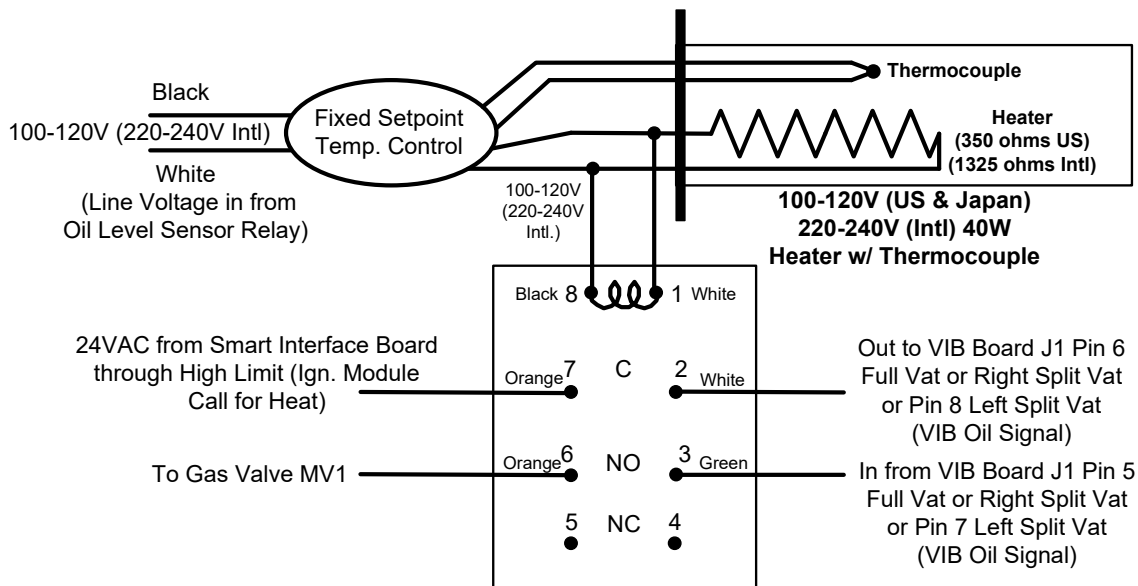 Black
100-120V (220-240V Intl)
White
(Line Voltage in from
Oil Level Sensor Relay)
Fixed Setpoint
Temp. Control
Thermocouple
Heater
(350 ohms US)
(1325 ohms Intl)
100-120V
(220-240V
Intl.)
100-120V (US & Japan)
220-240V (Intl) 40W
Heater w/ Thermocouple
Black 8 1 White
24VAC from Smart Interface Board
through High Limit (Ign. Module
Call for Heat)
Orange 7 C 2 White
Out to VIB Board J1 Pin 6
Full Vat or Right Split Vat
or Pin 8 Left Split Vat
(VIB Oil Signal)
To Gas Valve MV1
Orange 6 NO 3 Green
In from VIB Board J1 Pin 5
Full Vat or Right Split Vat
or Pin 7 Left Split Vat
(VIB Oil Signal)
5 NC 4